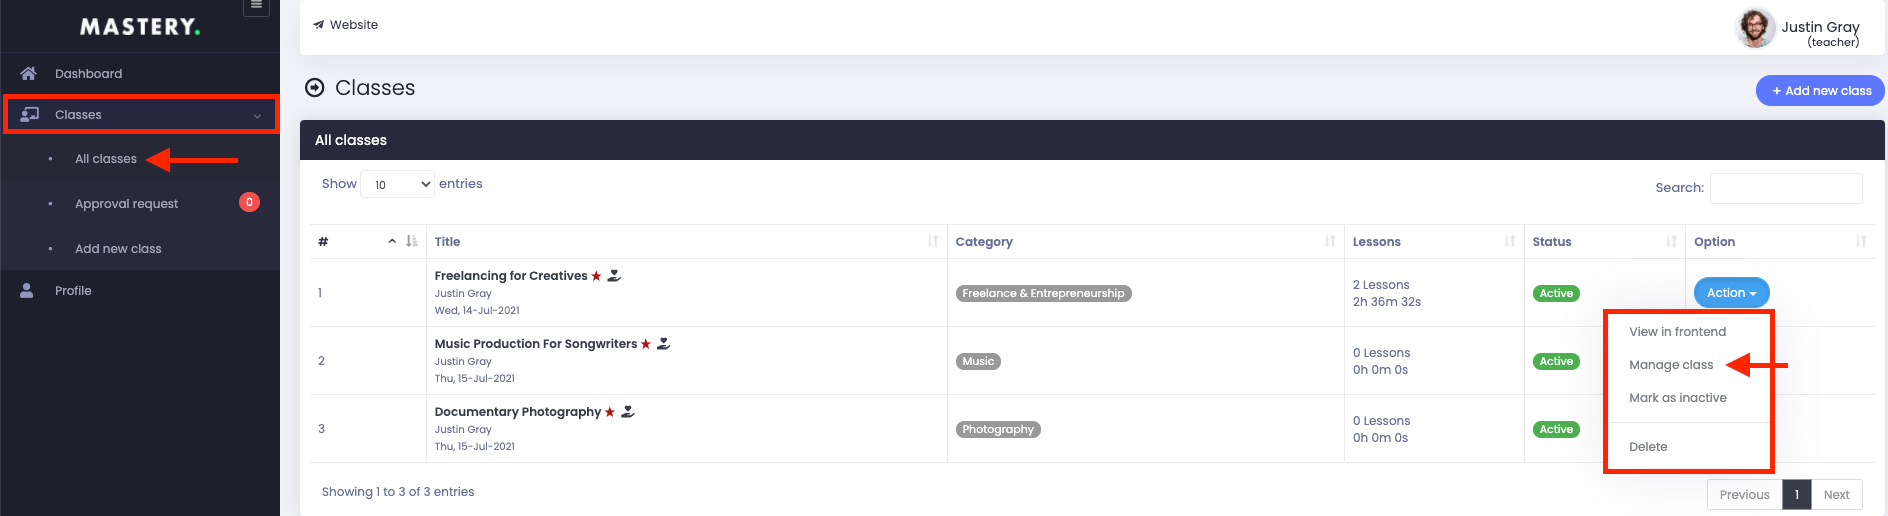 MASTERY.
Dashboard
Classes
All classes
Approval request 0
Add new class
Profile
Website
Justin Gray
(teacher)
Classes
+ Add new class
All classes
Show 10 entries
Search:
# Title Category Lessons Status Option
1
Freelancing for Creatives
Justin Gray
Wed, 14-Jul-2021
Freelance & Entrepreneurship
2 Lessons
2h 36m 32s
Active
Action
View in frontend
Manage class
Mark as inactive
Delete
2
Music Production For Songwriters
Justin Gray
Thu, 15-Jul-2021
Music
0 Lessons
0h 0m 0s
Active
3
Documentary Photography
Justin Gray
Thu, 15-Jul-2021
Photography
0 Lessons
0h 0m 0s
Active
Showing 1 to 3 of 3 entries
Previous 1 Next